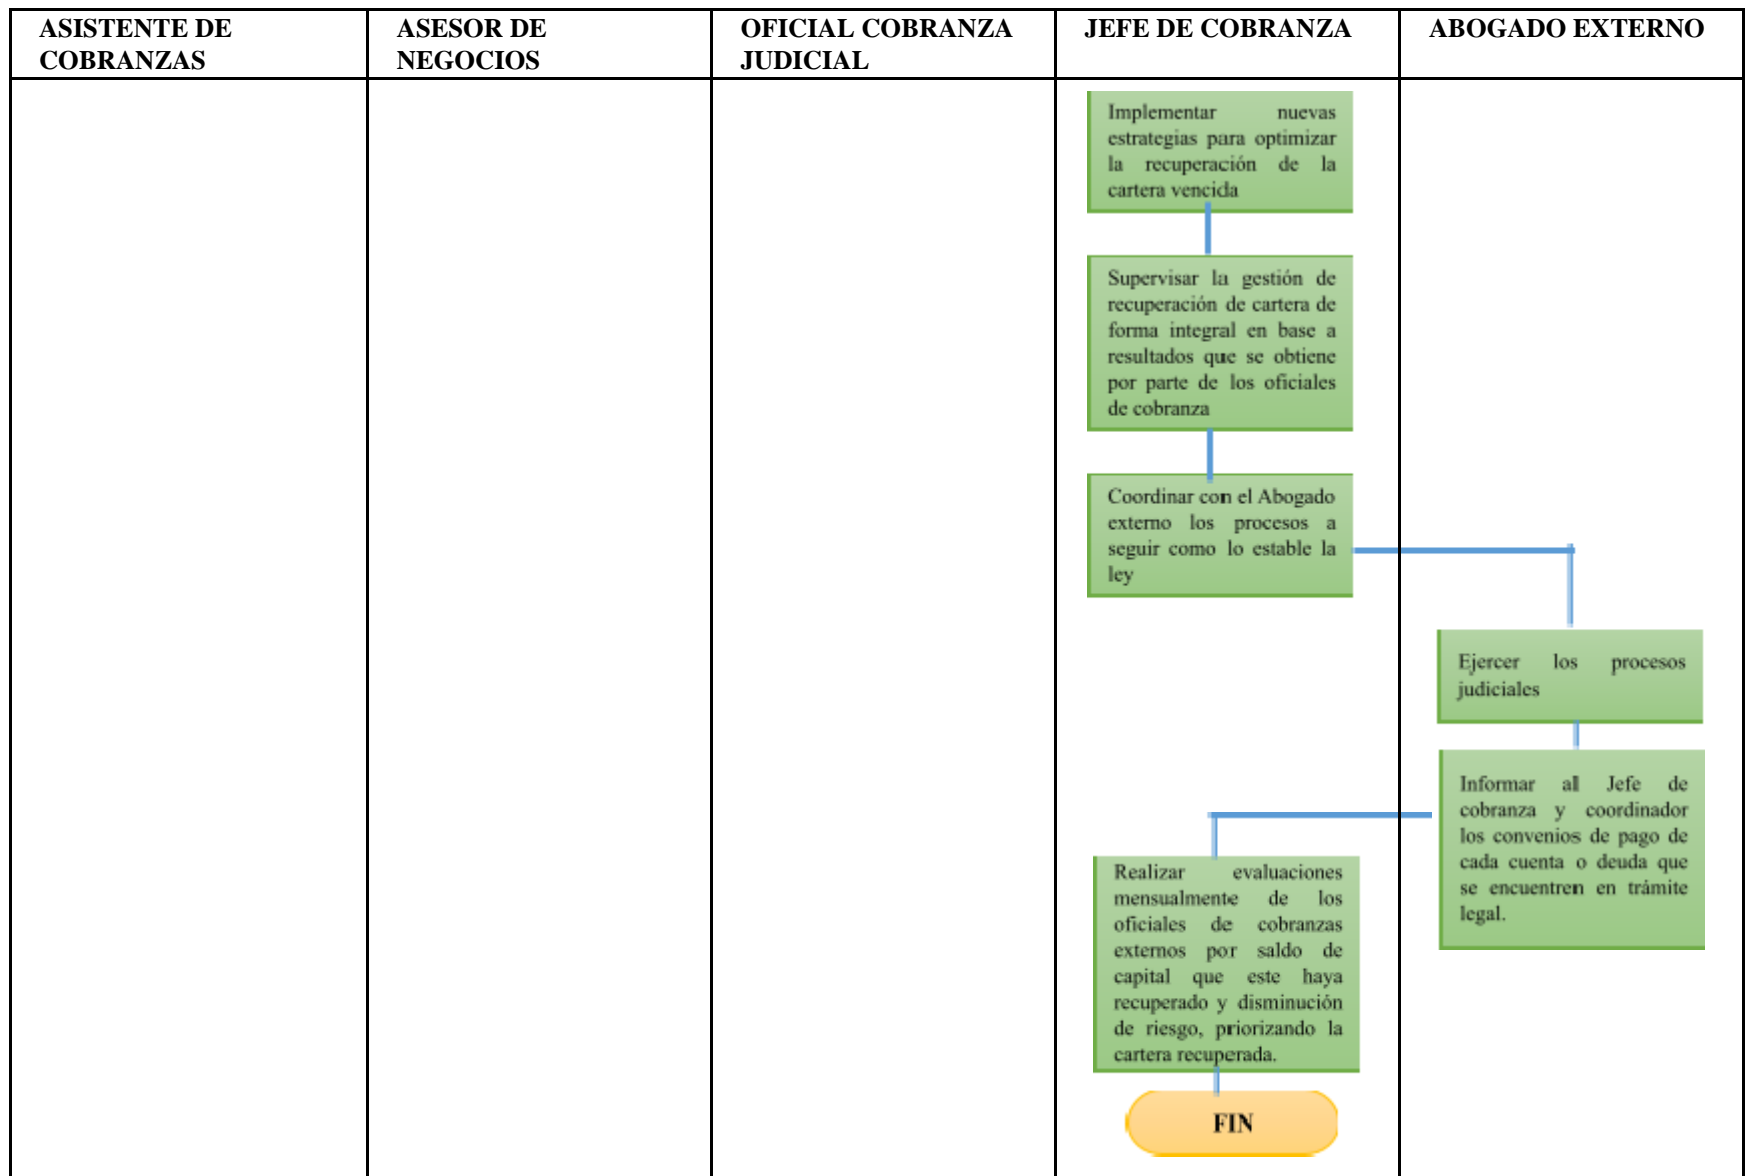 ASISTENTE DE
COBRANZAS
ASESOR DE
NEGOCIOS
OFICIAL COBRANZA
JUDICIAL
JEFE DE COBRANZA
ABOGADO EXTERNO
Implementar nuevas
estrategias para optimizar
la recuperación de la
cartera vencida
Supervisar la gestión de
recuperación de cartera de
forma integral en base a
resultados que se obtiene
por parte de los oficiales
de cobranza
Coordinar con el Abogado
externo los procesos a
seguir como lo estable la
ley
Ejercer los procesos
judiciales
Informar al Jefe de
cobranza y coordinador
los convenios de pago de
cada cuenta o deuda que
se encuentren en trámite
legal.
Realizar evaluaciones
mensualmente de los
oficiales de cobranzas
externos por saldo de
capital que este haya
recuperado y disminución
de riesgo, priorizando la
cartera recuperada.
FIN